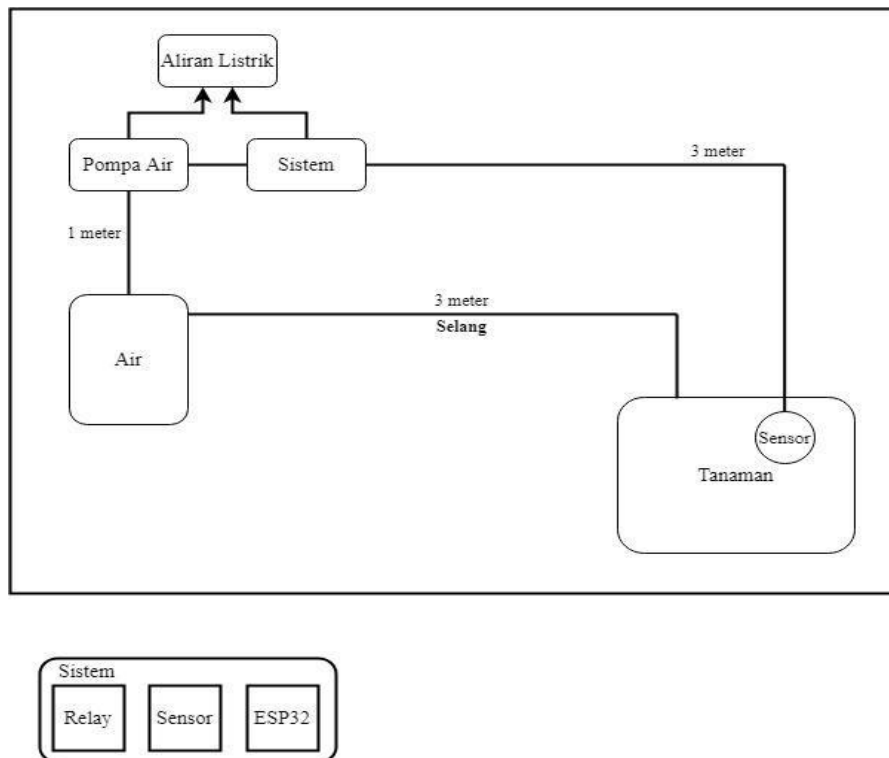 Aliran Listrik
Pompa Air
Sistem
3 meter
1 meter
3 meter
Selang
Air
Sensor
Tanaman
Sistem
Relay
Sensor
ESP32